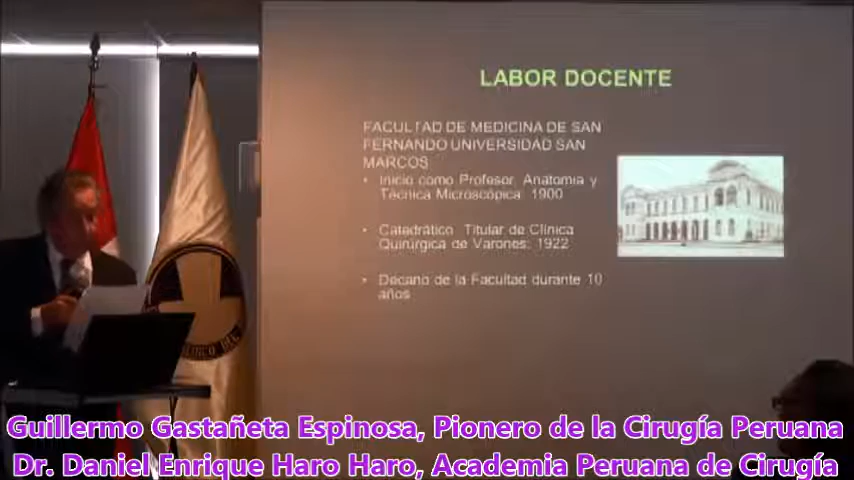 LABOR DOCENTE
FACULTAD DE MEDICINA DE SAN
FERNANDO UNIVERSIDAD SAN
MARCOS
• Inicio como Profesor Anatomia y
Técnica Microscópica: 1900
• Catedrático Titular de Clínica
Quirúrgica de Varones: 1922
• Decano de la Facultad durante 10
años
Guillermo Gastañeta Espinosa, Pionero de la Cirugía Peruana
Dr. Daniel Enrique Haro Haro, Academia Peruana de Cirugía